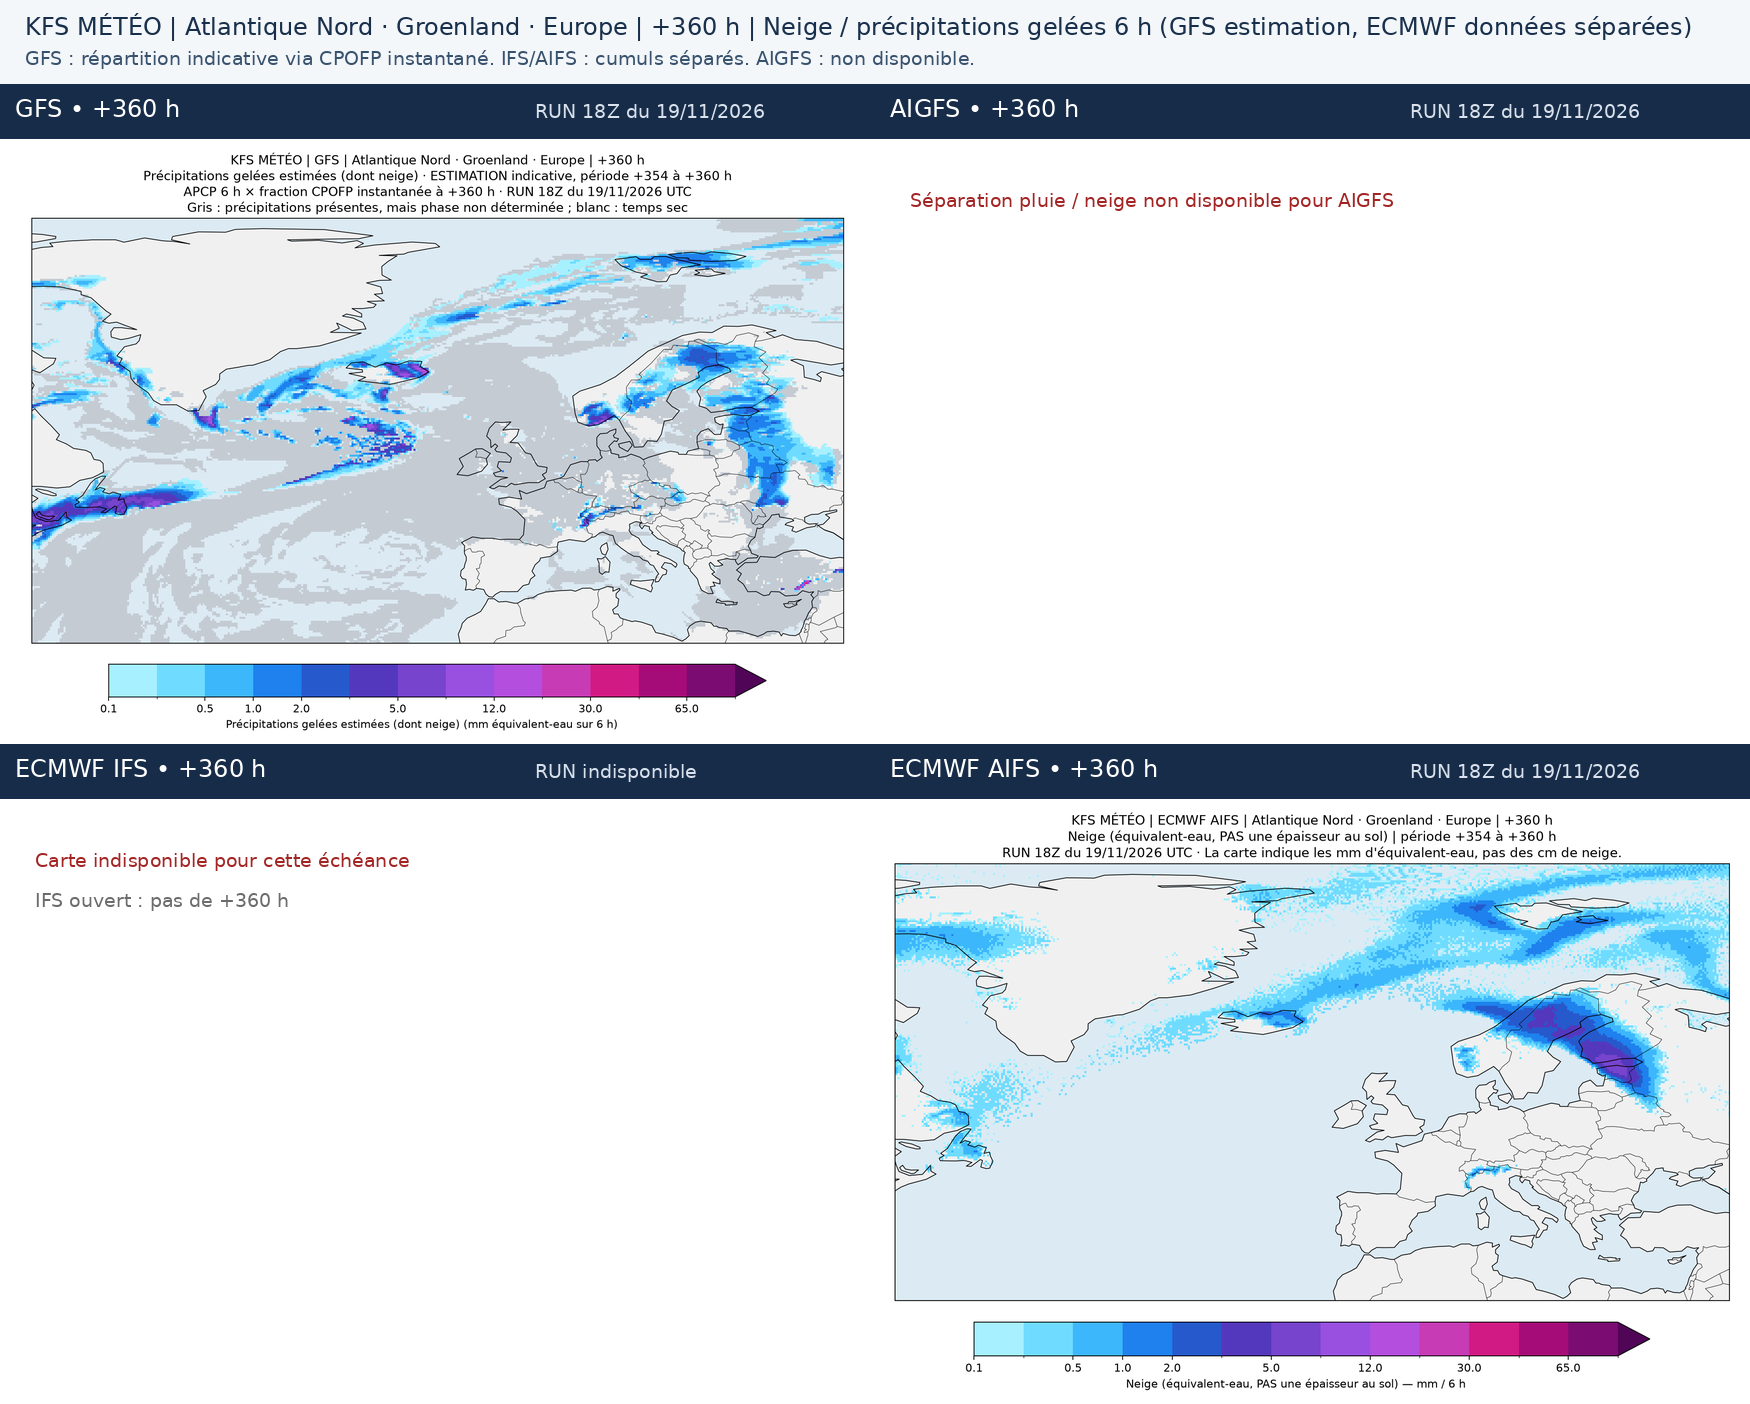 KFS MÉTÉO | Atlantique Nord · Groenland · Europe | +360 h | Neige / précipitations gelées 6 h (GFS estimation, ECMWF données séparées)
GFS : répartition indicative via CPOFP instantané. IFS/AIFS : cumuls séparés. AIGFS : non disponible.
GFS • +360 h
RUN 18Z du 19/11/2026
AIGFS • +360 h
RUN 18Z du 19/11/2026
KFS MÉTÉO | GFS | Atlantique Nord · Groenland · Europe | +360 h
Précipitations gelées estimées (dont neige) · ESTIMATION indicative, période +354 à +360 h
APCP 6 h × fraction CPOFP instantanée à +360 h · RUN 18Z du 19/11/2026 UTC
Gris : précipitations présentes, mais phase non déterminée ; blanc : temps sec
Séparation pluie / neige non disponible pour AIGFS
0.1 0.5 1.0 2.0 5.0 12.0 30.0 65.0
Précipitations gelées estimées (dont neige) (mm équivalent-eau sur 6 h)
ECMWF IFS • +360 h
RUN indisponible
ECMWF AIFS • +360 h
RUN 18Z du 19/11/2026
Carte indisponible pour cette échéance
IFS ouvert : pas de +360 h
KFS MÉTÉO | ECMWF AIFS | Atlantique Nord · Groenland · Europe | +360 h
Neige (équivalent-eau, PAS une épaisseur au sol) | période +354 à +360 h
RUN 18Z du 19/11/2026 UTC · La carte indique les mm d'équivalent-eau, pas des cm de neige.
0.1 0.5 1.0 2.0 5.0 12.0 30.0 65.0
Neige (équivalent-eau, PAS une épaisseur au sol) — mm / 6 h